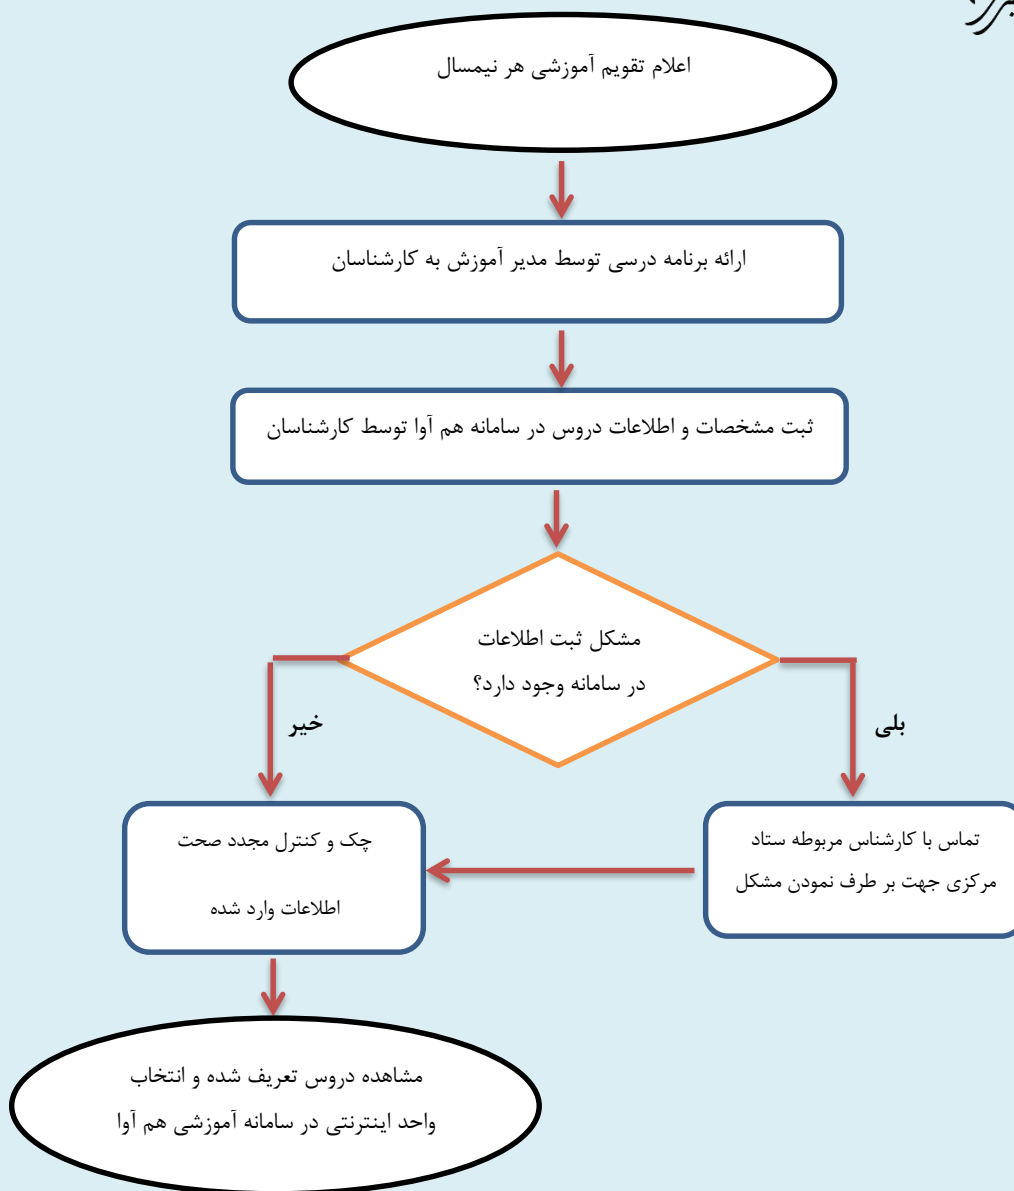 اعلام تقویم آموزشی هر نیمسال
ارائه برنامه درسی توسط مدیر آموزش به کارشناسان
ثبت مشخصات و اطلاعات دروس در سامانه هم آوا توسط کارشناسان
مشکل ثبت اطلاعات
در سامانه وجود دارد؟
بلی
خیر
تماس با کارشناس مربوطه ستاد
مرکزی جهت بر طرف نمودن مشکل
چک و کنترل مجدد صحت
اطلاعات وارد شده
مشاهده دروس تعریف شده و انتخاب
واحد اینترنتی در سامانه آموزشی هم آوا